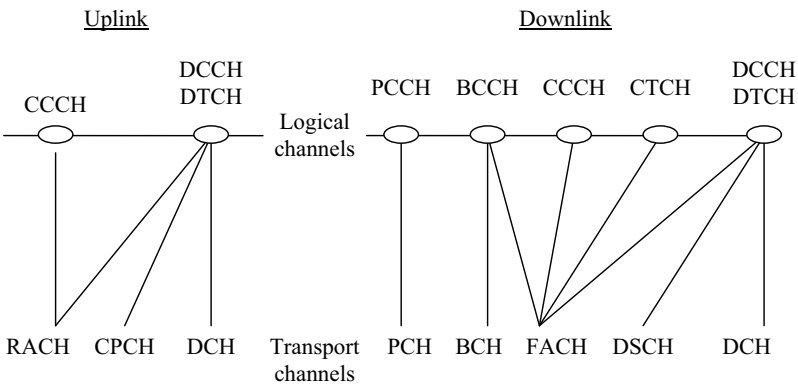 Uplink
Downlink
CCCH
DCCH
DTCH
Logical
channels
PCCH
BCCH
CCCH
CTCH
DCCH
DTCH
RACH
CPCH
DCH
Transport
channels
PCH
BCH
FACH
DSCH
DCH